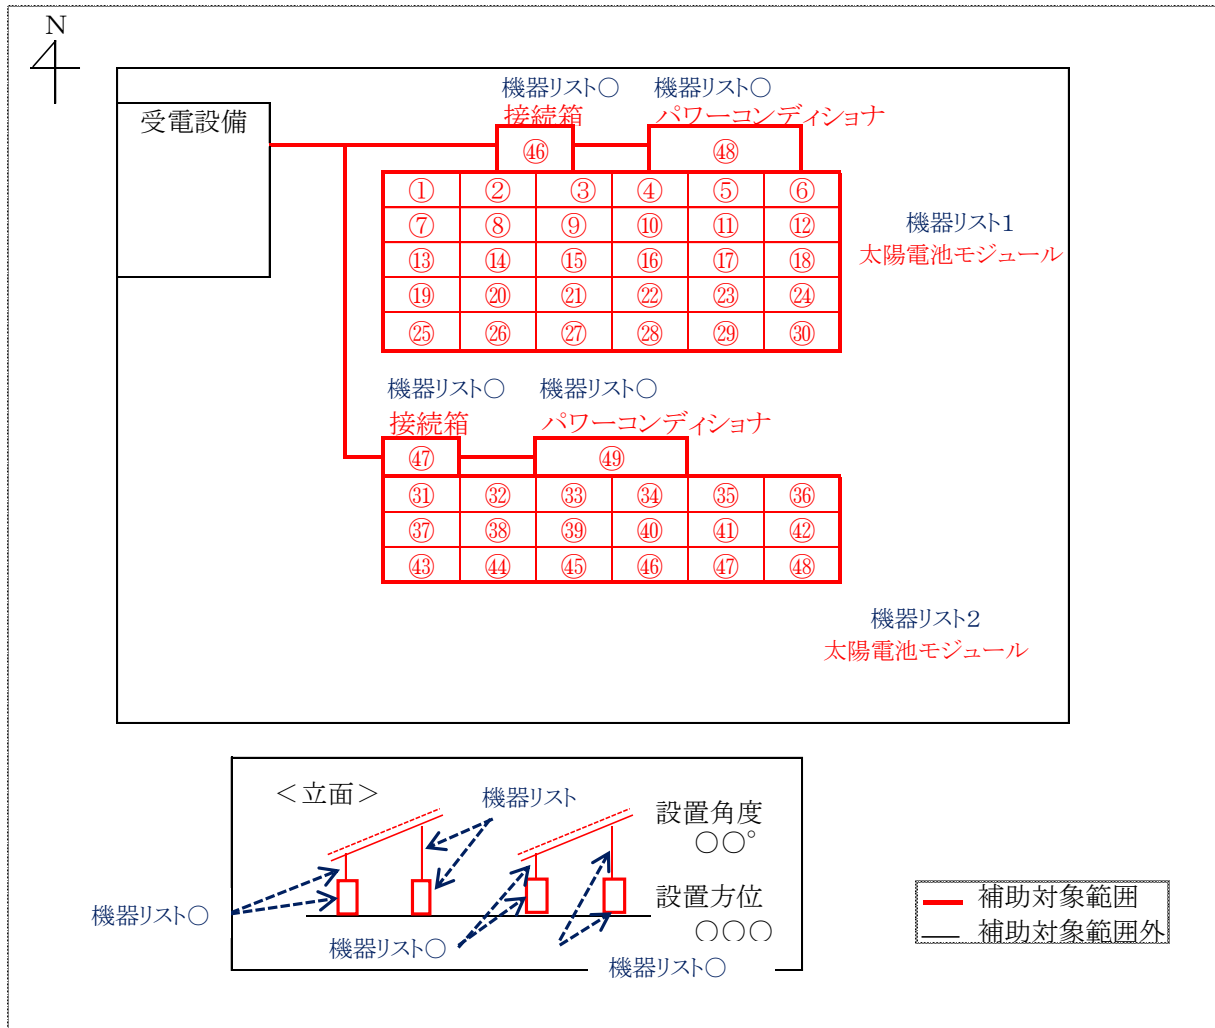 N
機器リスト○ 機器リスト○
接続箱 パワーコンディショナ
受電設備
㊻ ㊽
① ② ③ ④ ⑤ ⑥
⑦ ⑧ ⑨ ⑩ ⑪ ⑫
機器リスト1
太陽電池モジュール
⑬ ⑭ ⑮ ⑯ ⑰ ⑱
⑲ ⑳ ㉑ ㉒ ㉓ ㉔
㉕ ㉖ ㉗ ㉘ ㉙ ㉚
機器リスト○ 機器リスト○
接続箱 パワーコンディショナ
㊼ ㊾
㉛ ㉜ ㉝ ㉞ ㉟ ㊱
㊲ ㊳ ㊴ ㊵ ㊶ ㊷
㊸ ㊹ ㊺ ㊻ ㊼ ㊽
機器リスト2
太陽電池モジュール
＜立面＞
機器リスト
設置角度
○○°
機器リスト○
設置方位
○○○
機器リスト○
機器リスト○
補助対象範囲
補助対象範囲外